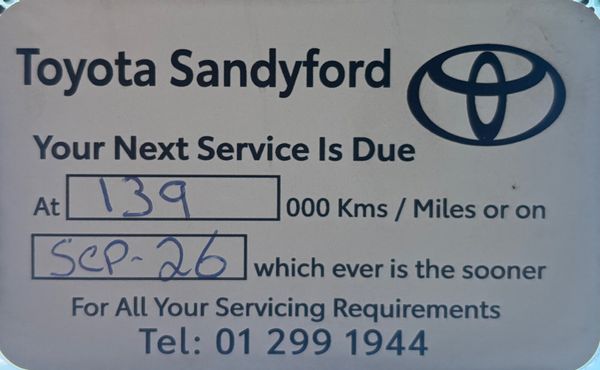 Toyota Sandyford
Your Next Service Is Due
At 139 000 Kms / Miles or on
SEP-26 which ever is the sooner
For All Your Servicing Requirements
Tel: 01 299 1944